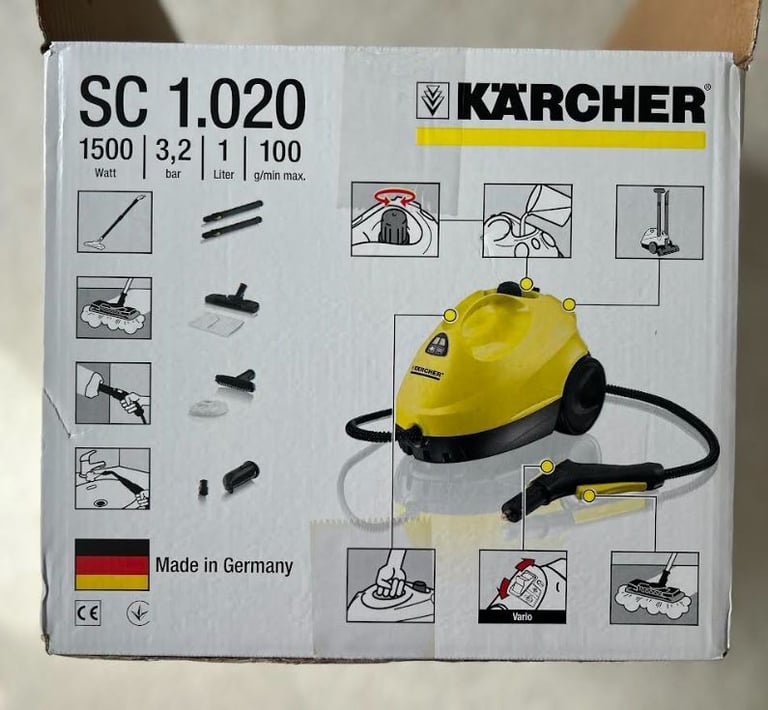 SC 1.020
1500 3,2 1 100
Watt bar Liter g/min max.
KÄRCHER®
KÄRCHER
Vario
Made in Germany
CE